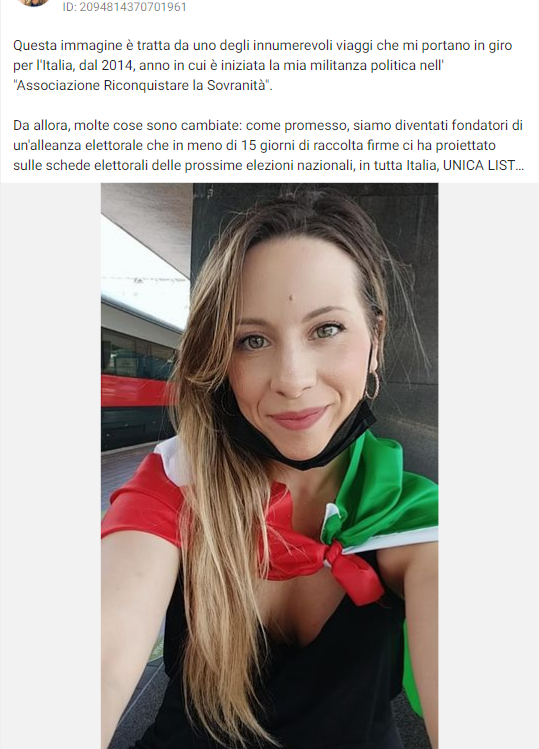 ID: 2094814370701961
Questa immagine è tratta da uno degli innumerevoli viaggi che mi portano in giro
per l'Italia, dal 2014, anno in cui è iniziata la mia militanza politica nell'
"Associazione Riconquistare la Sovranità".
Da allora, molte cose sono cambiate: come promesso, siamo diventati fondatori di
un'alleanza elettorale che in meno di 15 giorni di raccolta firme ci ha proiettato
sulle schede elettorali delle prossime elezioni nazionali, in tutta Italia, UNICA LIST...